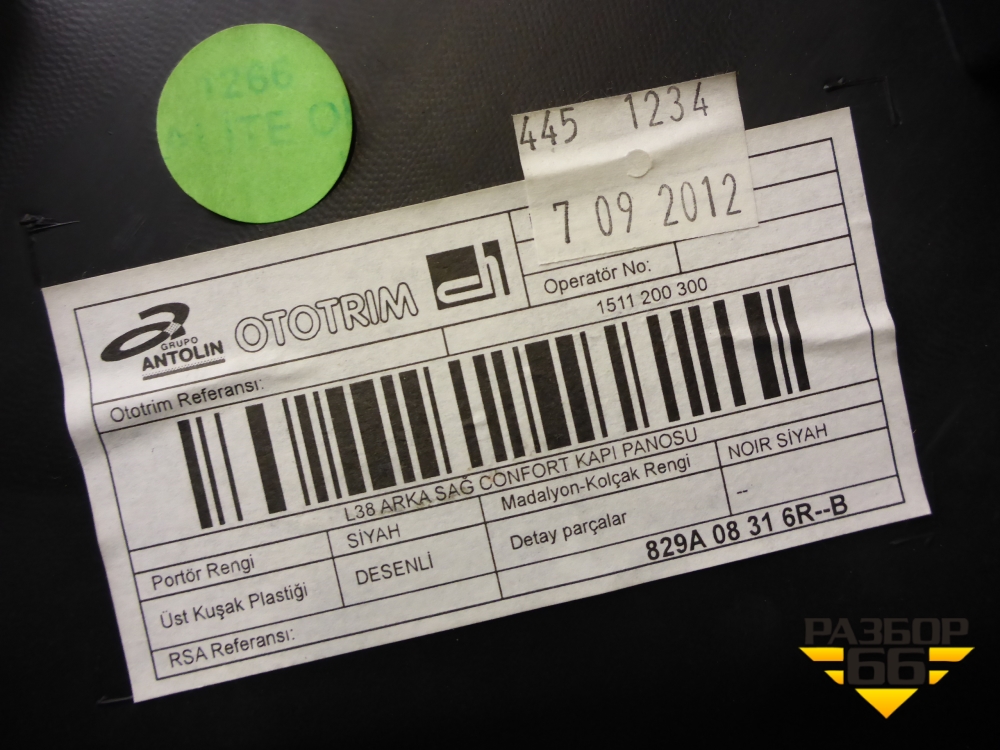 1266
445 1234
7 09 2012
GRUPO
ANTOLIN
OTOTRIM
Operatör No:
Ototrim Referansı:
1511 200 300
L38 ARKA SAĞ CONFORT KAPI PANOSU
Portör Rengi
SİYAH
Madalyon-Kolçak Rengi
NOIR SİYAH
Üst Kuşak Plastiği
DESENLİ
Detay parçalar
--
RSA Referansı:
829A 08 31 6R--B
РАЗБОР
66